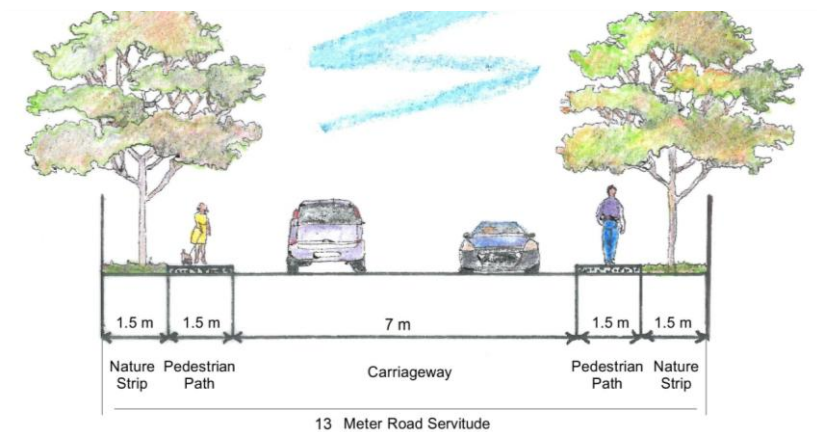 1.5 m 1.5 m 7 m 1.5 m 1.5 m
Nature Pedestrian Carriageway Pedestrian Nature
Strip Path Path Strip
13 Meter Road Servitude